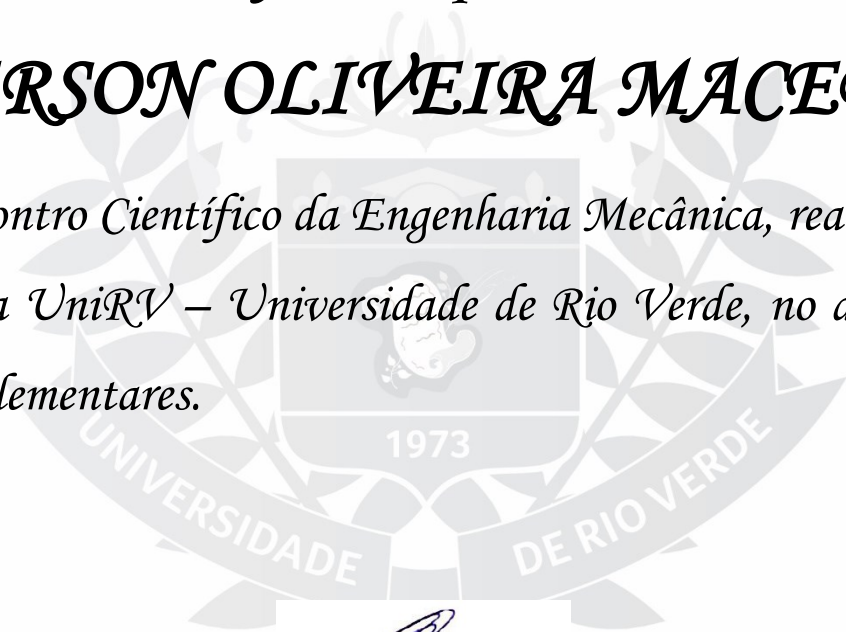 RSON OLIVEIRA MACE
ontro Científico da Engenharia Mecânica, rea
a UniRV – Universidade de Rio Verde, no
lementares.
1973
UNIVERSIDADE DE RIO VERDE